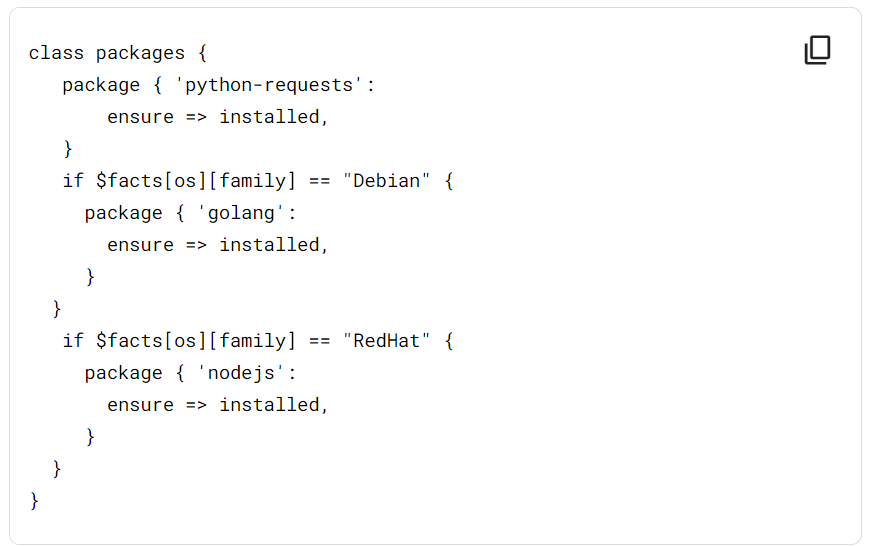 class packages {
   package { 'python-requests':
       ensure => installed,
   }
   if $facts[os][family] == "Debian" {
     package { 'golang':
       ensure => installed,
     }
  }
   if $facts[os][family] == "RedHat" {
     package { 'nodejs':
       ensure => installed,
     }
  }
}